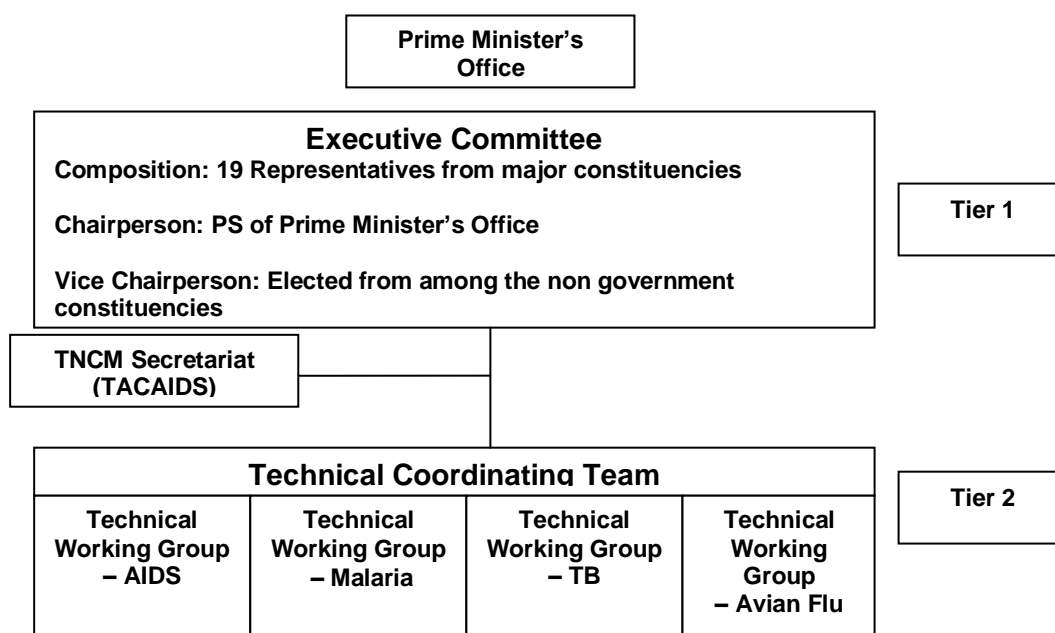 Prime Minister’s
Office
Executive Committee
Composition: 19 Representatives from major constituencies
Chairperson: PS of Prime Minister’s Office
Vice Chairperson: Elected from among the non government
constituencies
Tier 1
TNCM Secretariat
(TACAIDS)
Technical Coordinating Team
Tier 2
Technical
Working Group
– AIDS
Technical
Working Group
– Malaria
Technical
Working Group
– TB
Technical
Working
Group
– Avian Flu